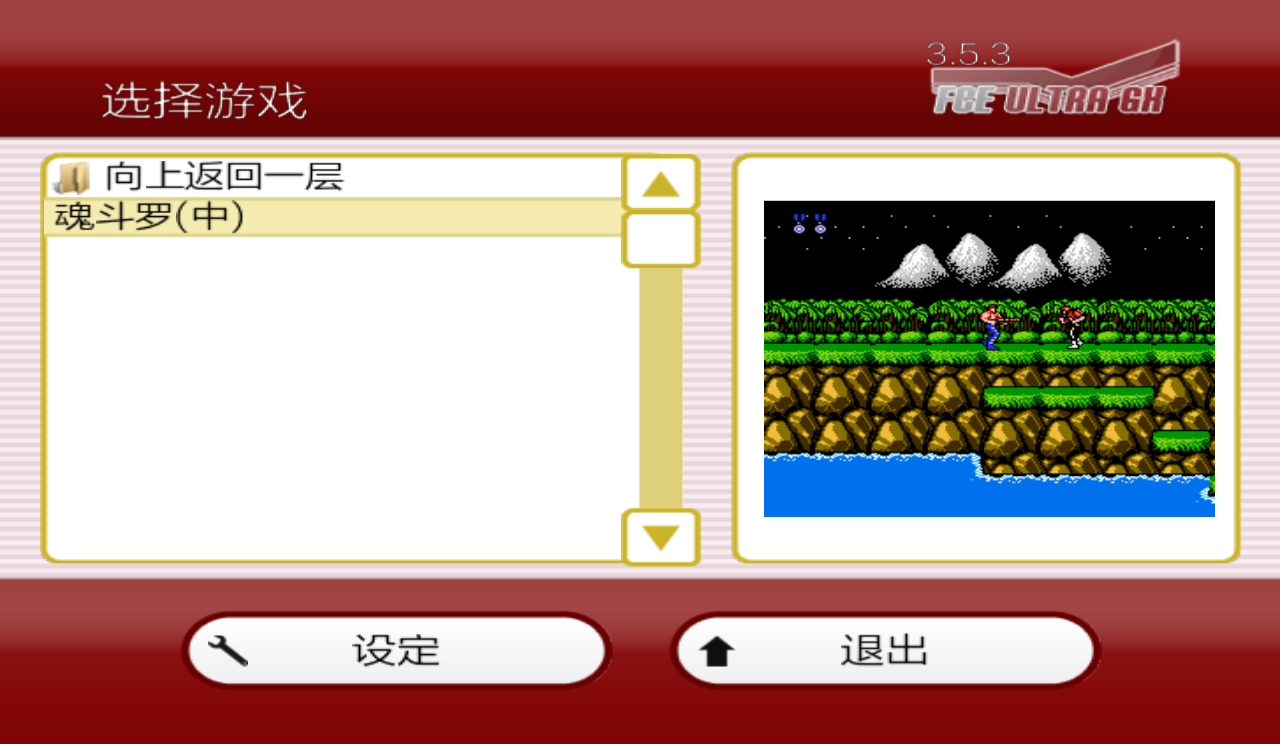 3.5.3
选择游戏
FCE ULTRA GX
向上返回一层
魂斗罗(中)
设定
退出